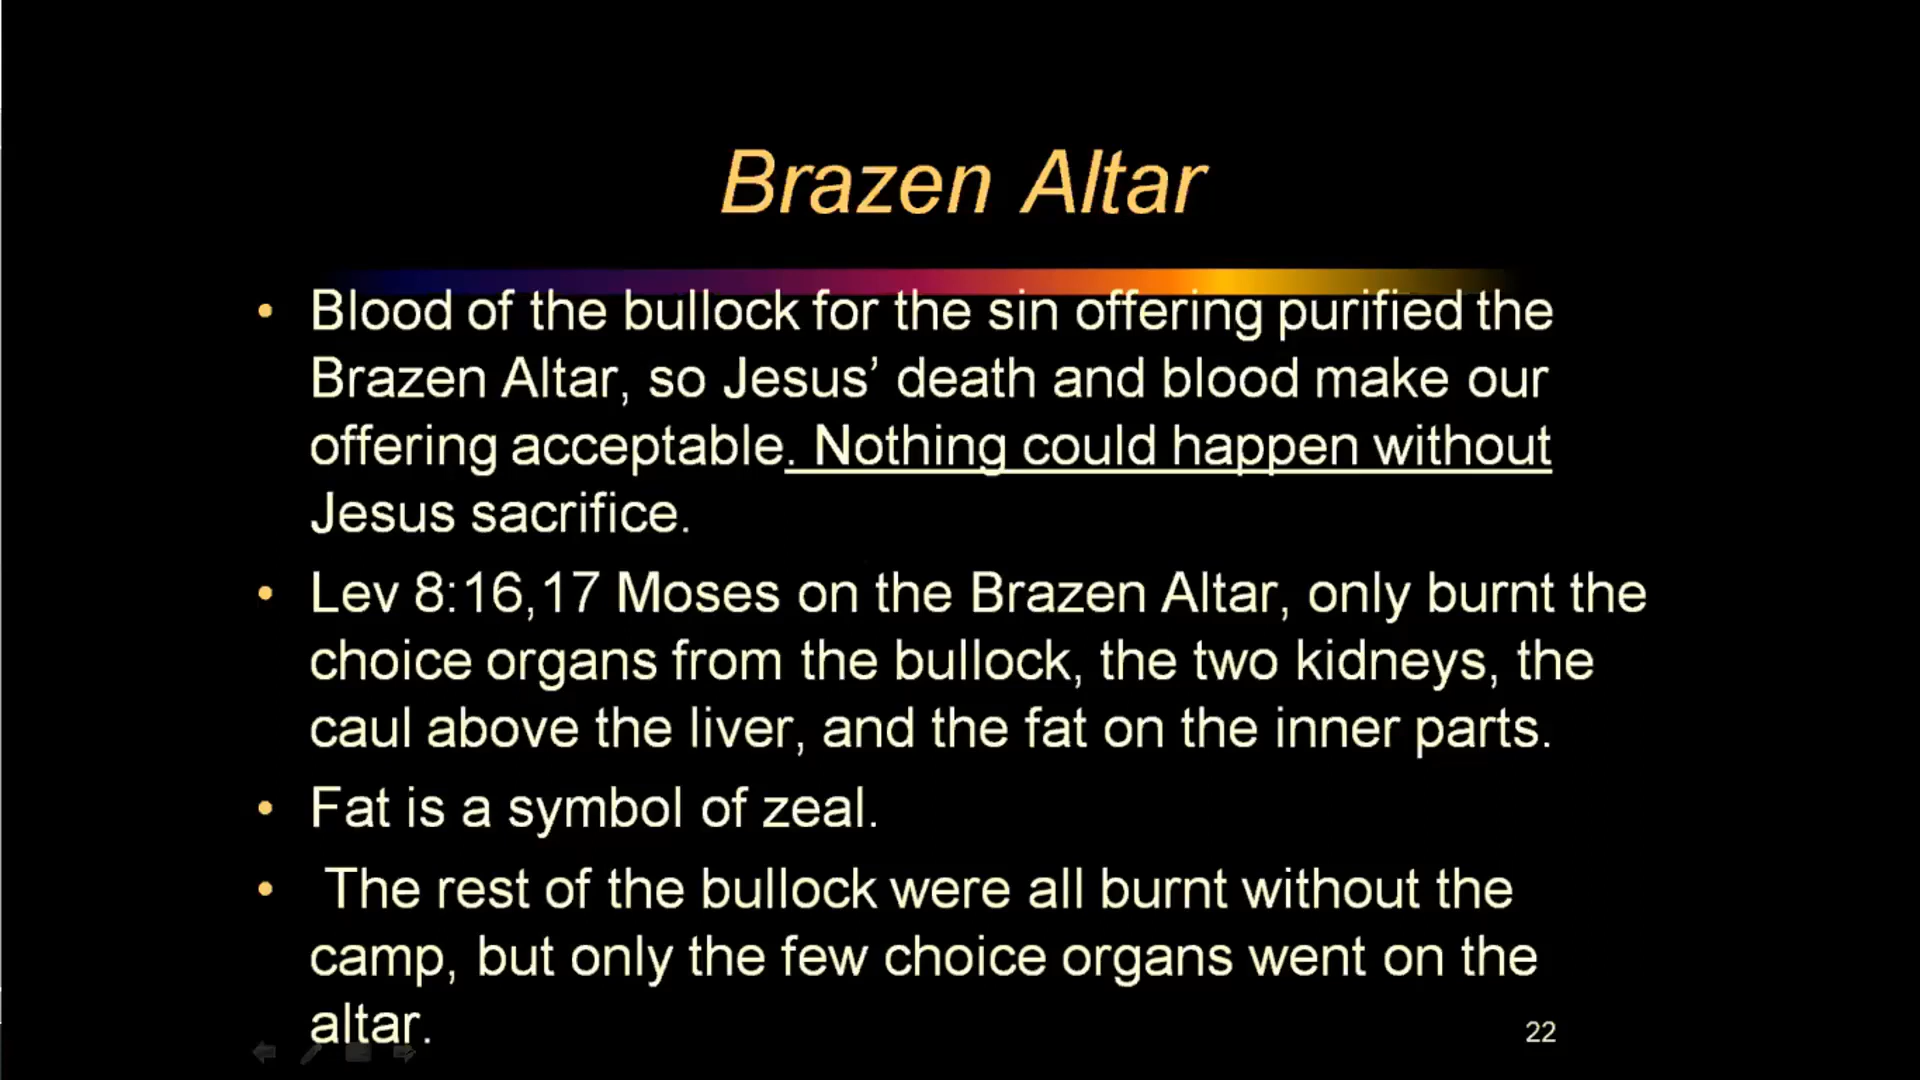 Brazen Altar
• Blood of the bullock for the sin offering purified the
Brazen Altar, so Jesus’ death and blood make our
offering acceptable. Nothing could happen without
Jesus sacrifice.
• Lev 8:16,17 Moses on the Brazen Altar, only burnt the
choice organs from the bullock, the two kidneys, the
caul above the liver, and the fat on the inner parts.
• Fat is a symbol of zeal.
• The rest of the bullock were all burnt without the
camp, but only the few choice organs went on the
altar.
22